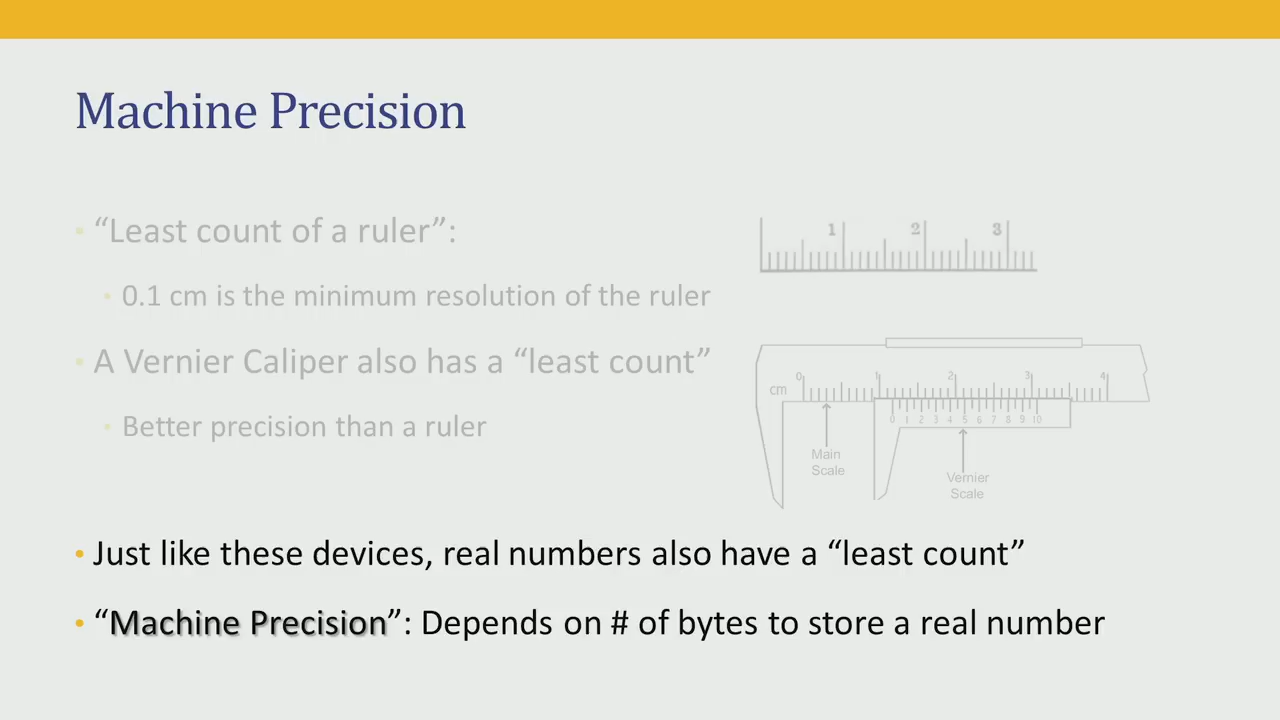 Machine Precision
• “Least count of a ruler”:
• 0.1 cm is the minimum resolution of the ruler
• A Vernier Caliper also has a “least count”
• Better precision than a ruler
1 2 3
0 1 2 3 4
cm
0 1 2 3 4 5 6 7 8 9 10
Main
Scale
Vernier
Scale
• Just like these devices, real numbers also have a “least count”
• “Machine Precision”: Depends on # of bytes to store a real number